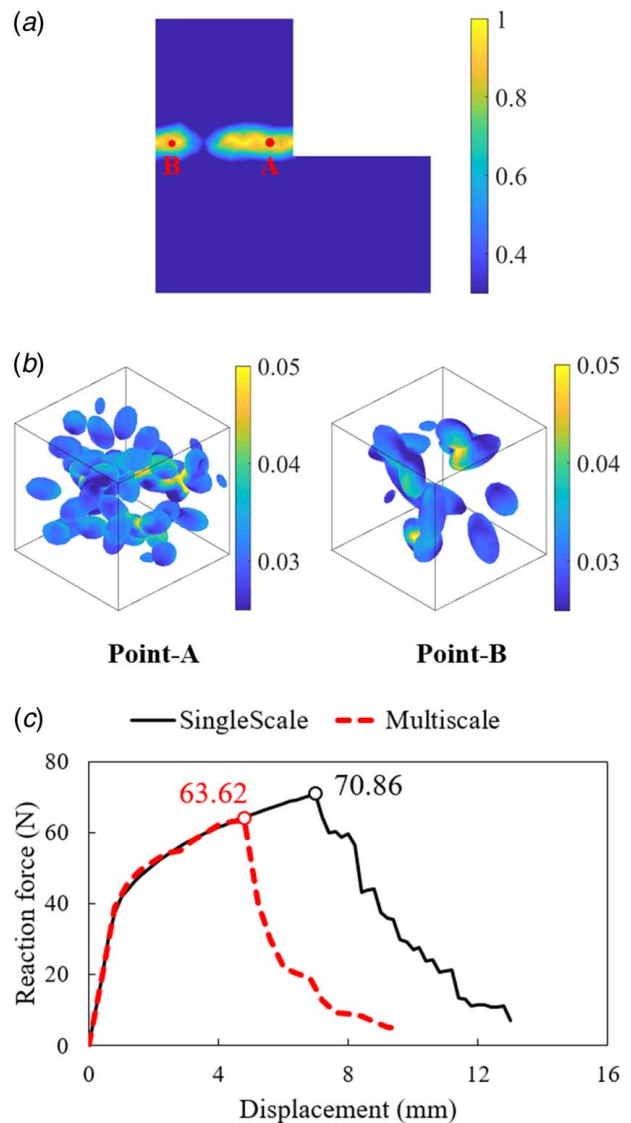 (a)
1
0.8
0.6
0.4
B
A
(b)
0.05
0.04
0.03
0.05
0.04
0.03
Point-A
Point-B
(c)
SingleScale
Multiscale
80
60
40
20
0
63.62
70.86
Reaction force (N)
0 4 8 12 16
Displacement (mm)